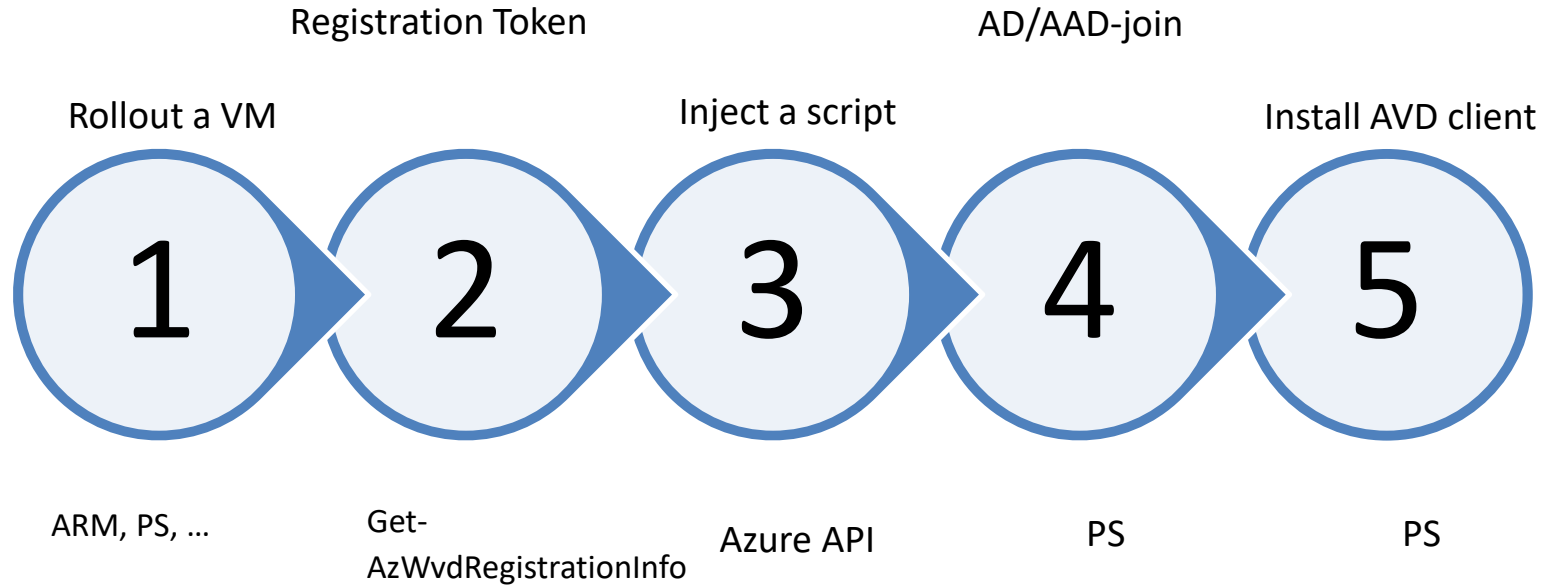 Registration Token
AD/AAD-join
Rollout a VM
Inject a script
Install AVD client
1
2
3
4
5
ARM, PS, …
Get-
AzWvdRegistrationInfo
Azure API
PS
PS